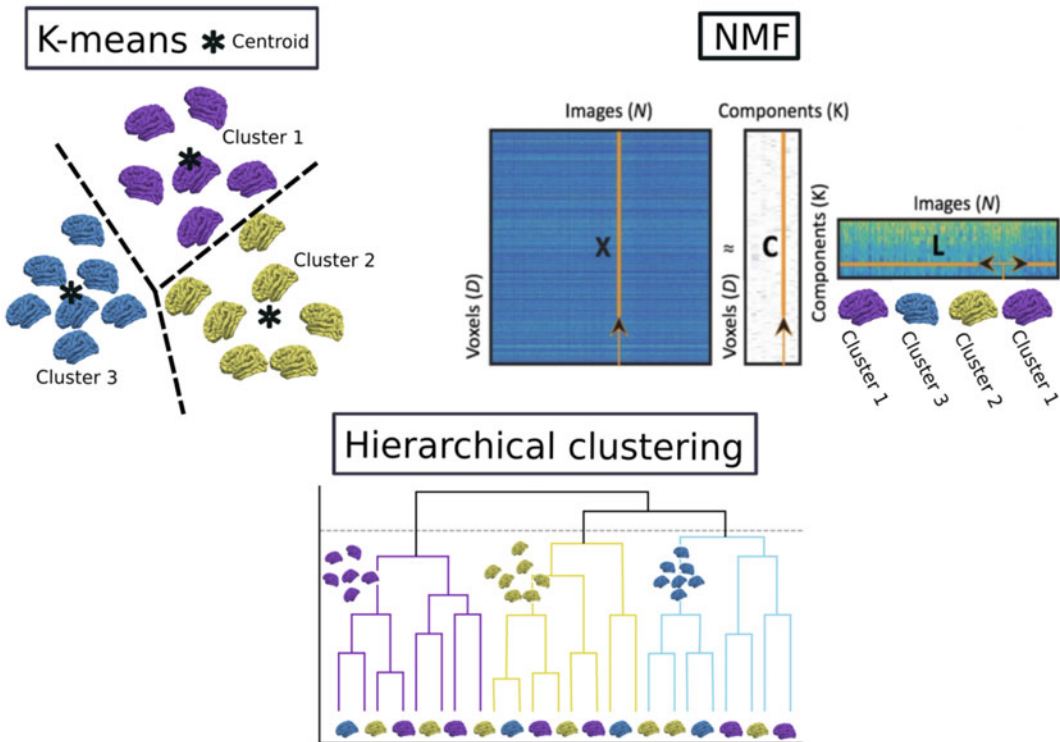 K-means * Centroid
Cluster 1
Cluster 2
Cluster 3
NMF
Images (N)
Components (K)
Voxels (D)
X
≈
Voxels (D)
C
Components (K)
Images (N)
L
Cluster 1
Cluster 3
Cluster 2
Cluster 1
Hierarchical clustering